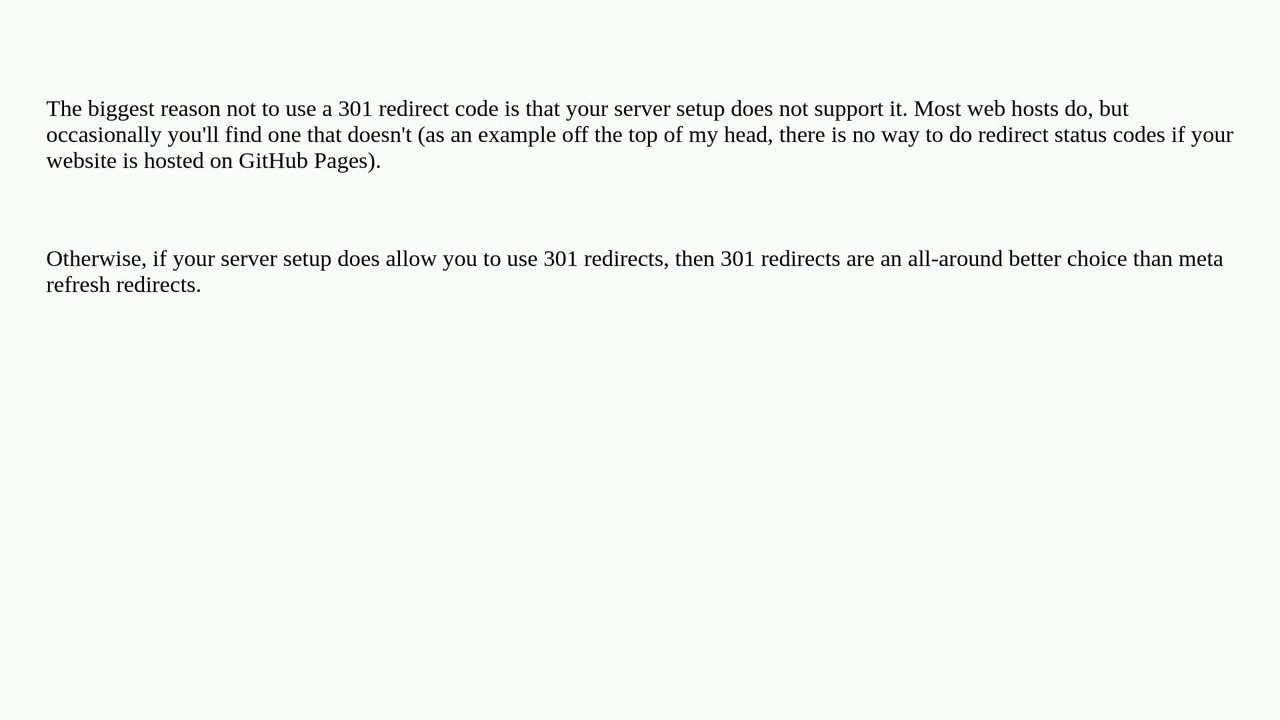 The biggest reason not to use a 301 redirect code is that your server setup does not support it. Most web hosts do, but
occasionally you'll find one that doesn't (as an example off the top of my head, there is no way to do redirect status codes if your
website is hosted on GitHub Pages).
Otherwise, if your server setup does allow you to use 301 redirects, then 301 redirects are an all-around better choice than meta
refresh redirects.